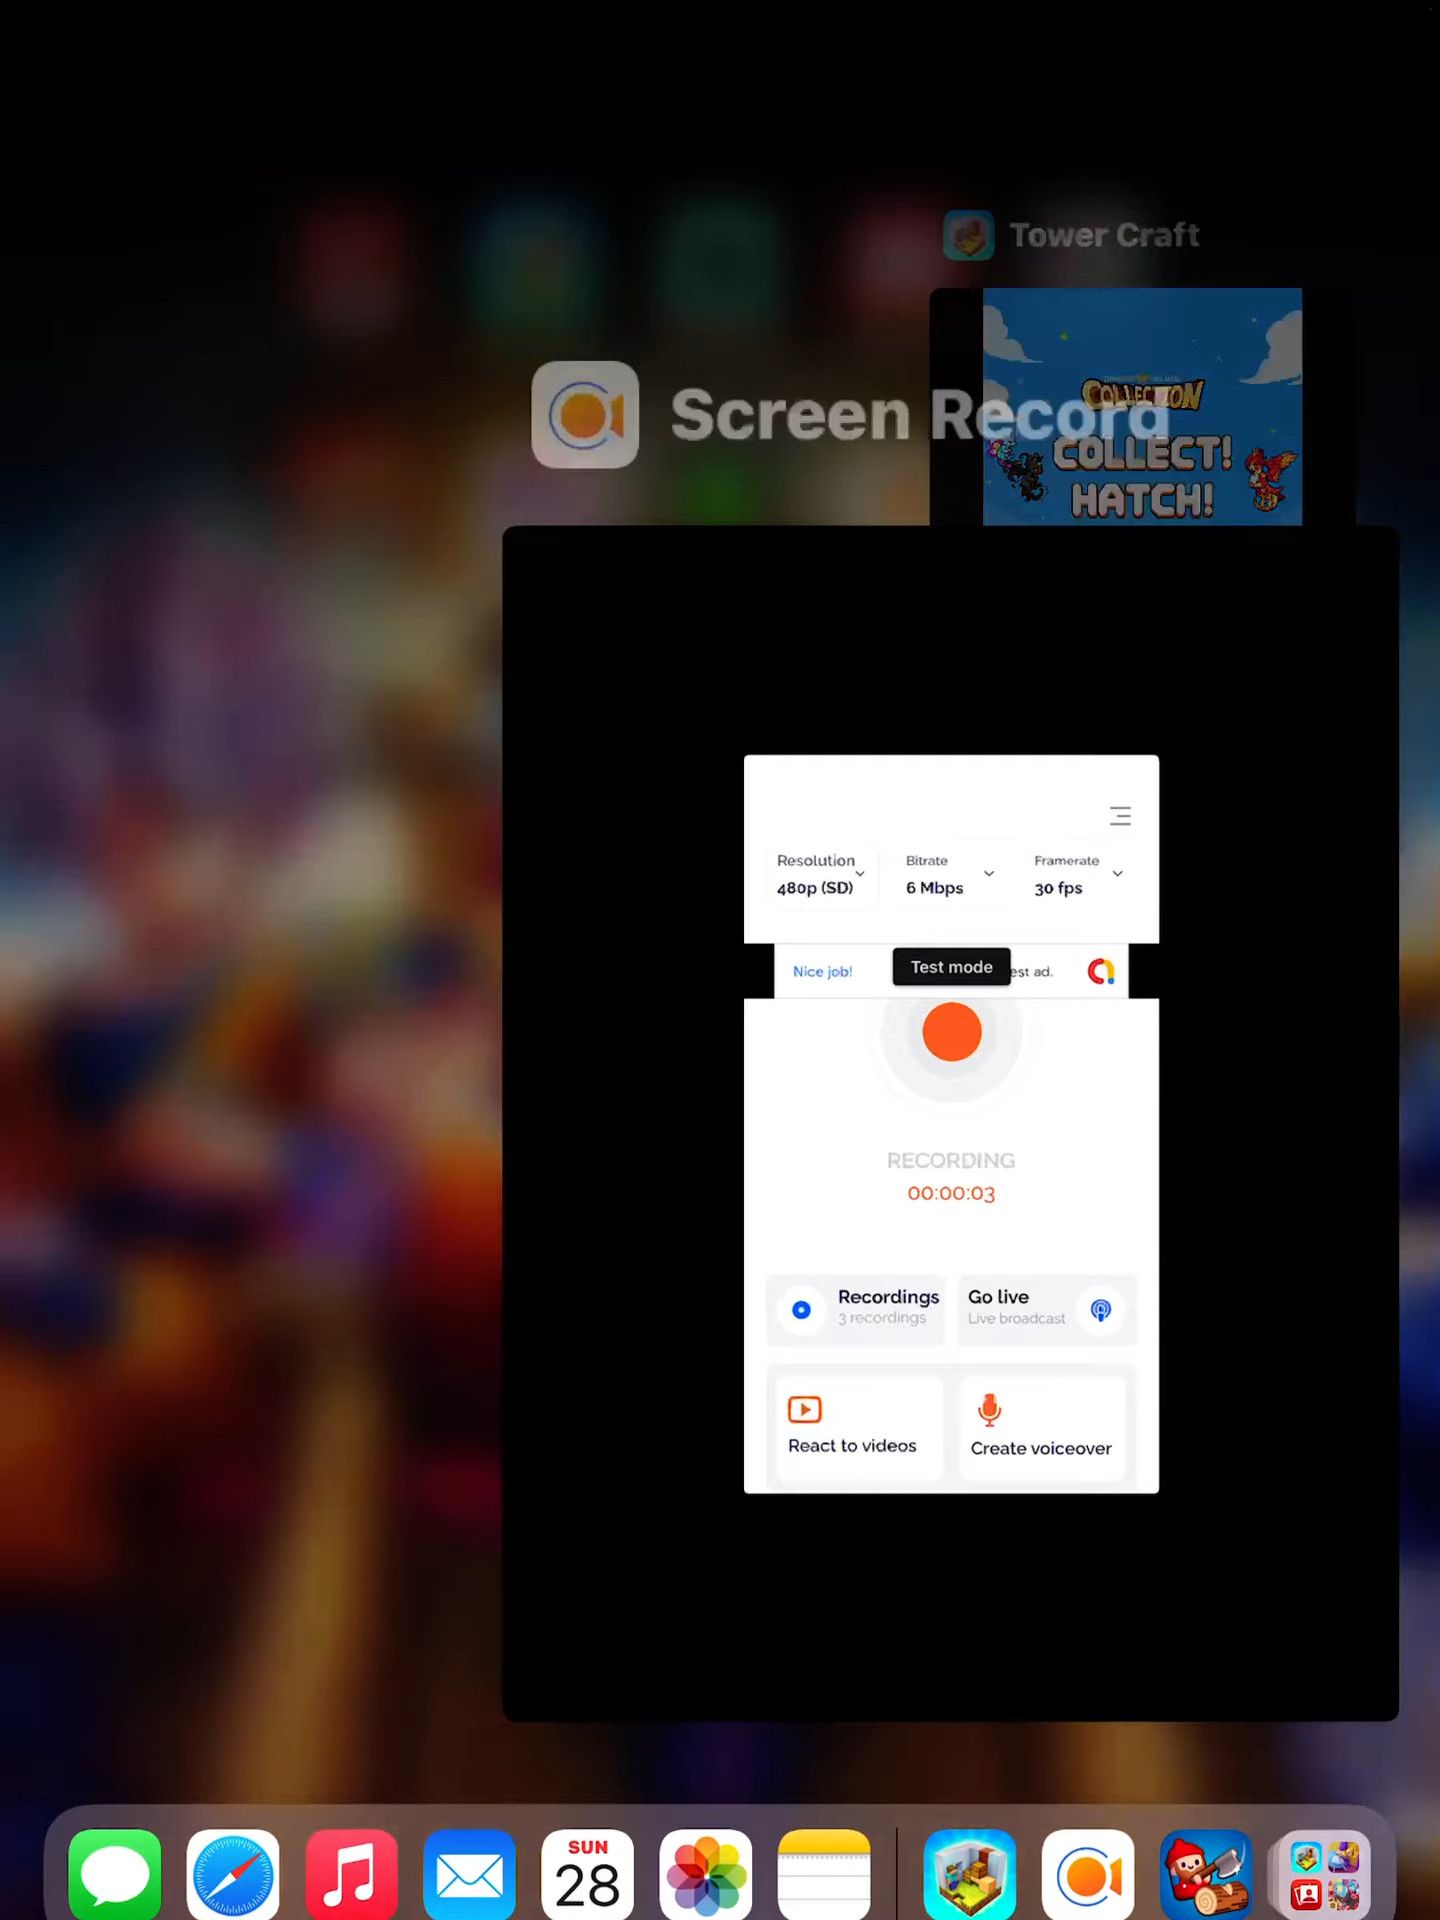 Tower Craft
COLLECTION
COLLECT!
HATCH!
Screen Record
Resolution
480p (SD)
Bitrate
6 Mbps
Framerate
30 fps
Nice job!
Test mode
est ad.
RECORDING
00:00:03
Recordings
3 recordings
Go live
Live broadcast
React to videos
Create voiceover
SUN
28